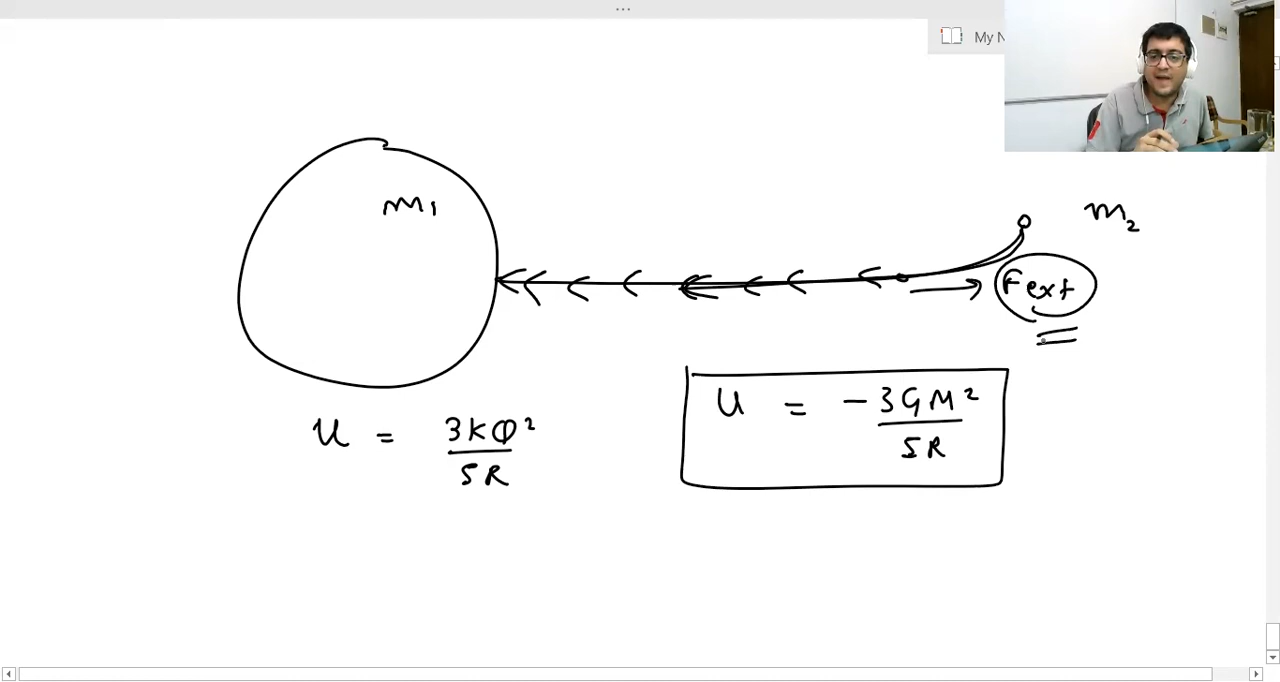 My N
m₁
m₂
Fext
U = 3KQ² / 5R
U = - 3GM² / 5R